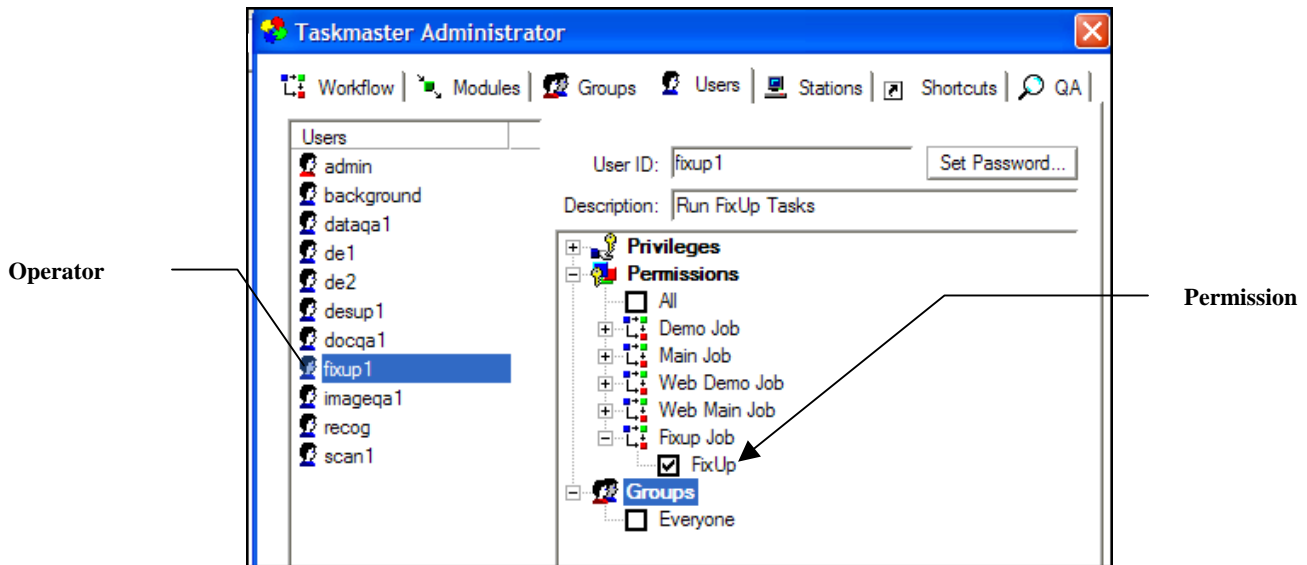 Taskmaster Administrator
Workflow Modules Groups Users Stations Shortcuts QA
Users
admin
background
dataqa1
de1
de2
desup1
docqa1
fixup1
imageqa1
recog
scan1
User ID: fixup1 Set Password...
Description: Run FixUp Tasks
Privileges
Permissions
All
Demo Job
Main Job
Web Demo Job
Web Main Job
Fixup Job
FixUp
Groups
Everyone
Operator
Permission